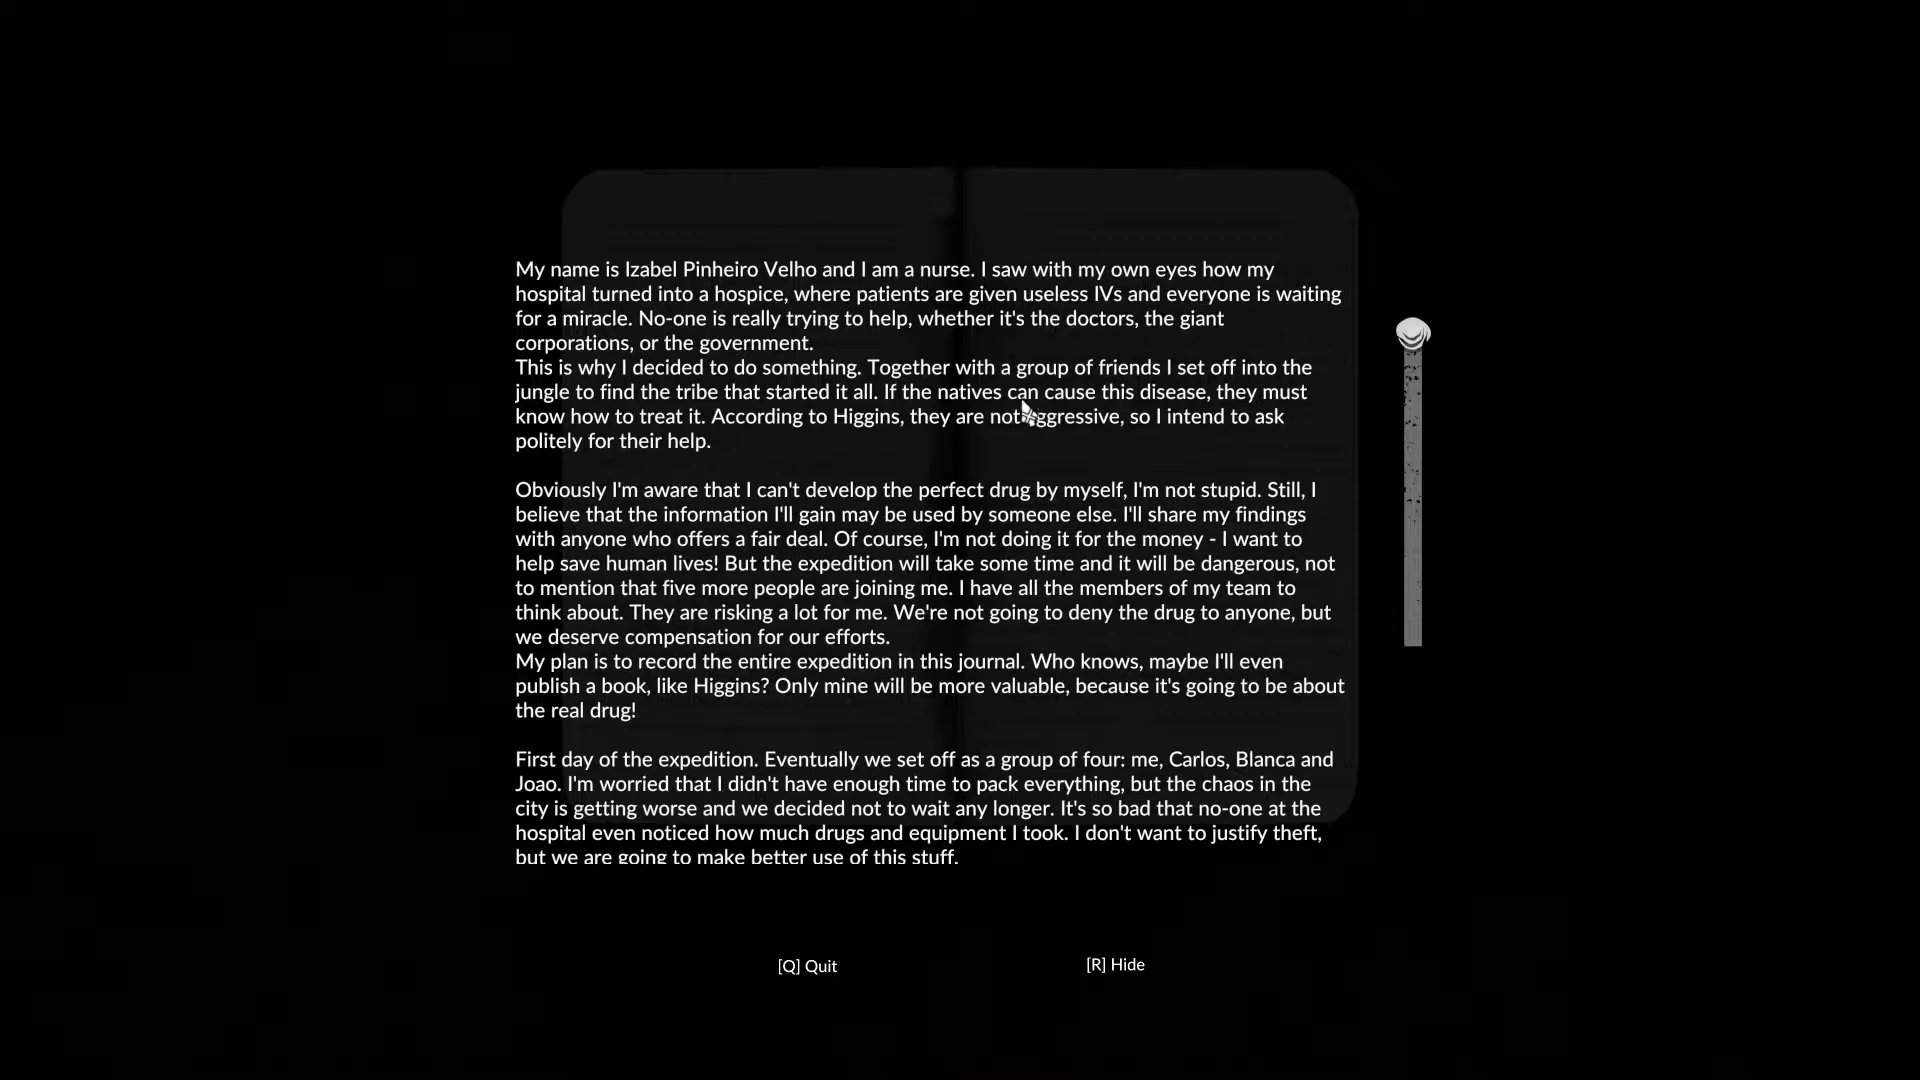 My name is Izabel Pinheiro Velho and I am a nurse. I saw with my own eyes how my
hospital turned into a hospice, where patients are given useless IVs and everyone is waiting
for a miracle. No-one is really trying to help, whether it's the doctors, the giant
corporations, or the government.
This is why I decided to do something. Together with a group of friends I set off into the
jungle to find the tribe that started it all. If the natives can cause this disease, they must
know how to treat it. According to Higgins, they are not aggressive, so I intend to ask
politely for their help.
Obviously I'm aware that I can't develop the perfect drug by myself, I'm not stupid. Still, I
believe that the information I'll gain may be used by someone else. I'll share my findings
with anyone who offers a fair deal. Of course, I'm not doing it for the money - I want to
help save human lives! But the expedition will take some time and it will be dangerous, not
to mention that five more people are joining me. I have all the members of my team to
think about. They are risking a lot for me. We're not going to deny the drug to anyone, but
we deserve compensation for our efforts.
My plan is to record the entire expedition in this journal. Who knows, maybe I'll even
publish a book, like Higgins? Only mine will be more valuable, because it's going to be about
the real drug!
First day of the expedition. Eventually we set off as a group of four: me, Carlos, Blanca and
Joao. I'm worried that I didn't have enough time to pack everything, but the chaos in the
city is getting worse and we decided not to wait any longer. It's so bad that no-one at the
hospital even noticed how much drugs and equipment I took. I don't want to justify theft,
but we are going to make better use of this stuff.
[Q] Quit
[R] Hide